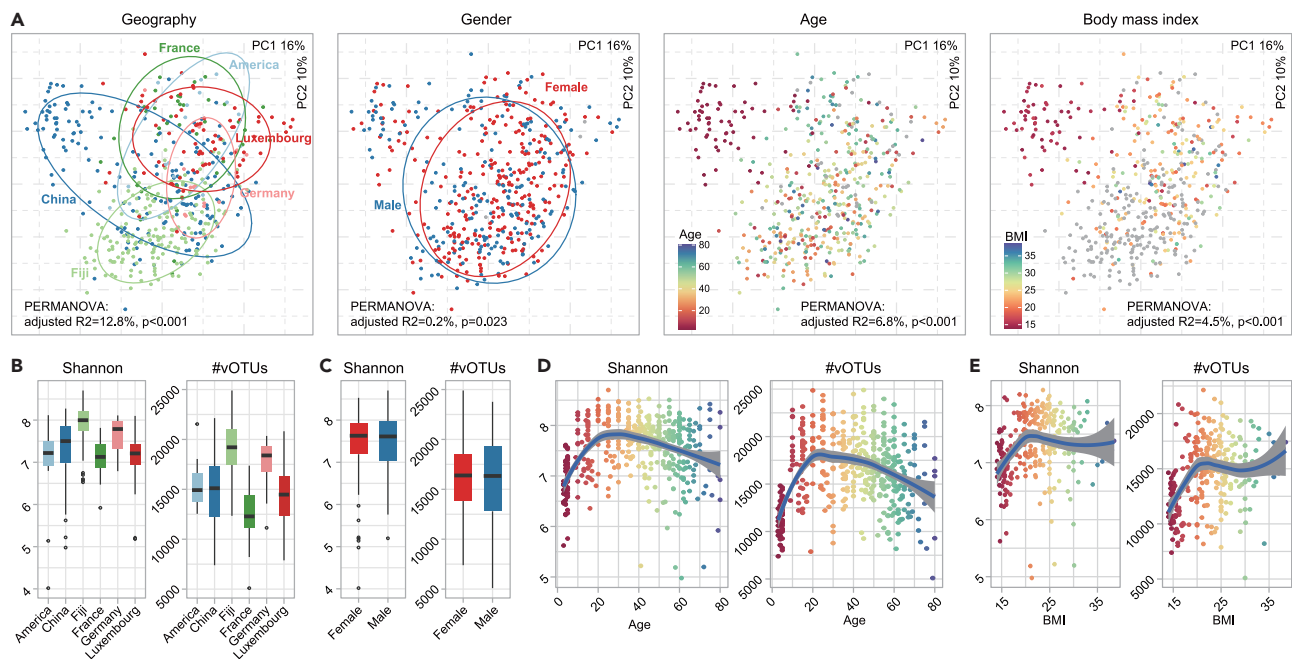 A
Geography
Gender
Age
Body mass index
PC1 16%
PC2 10%
France
America
Luxembourg
Germany
China
Fiji
PERMANOVA:
adjusted R2=12.8%, p<0.001
PC1 16%
PC2 10%
Female
Male
PERMANOVA:
adjusted R2=0.2%, p=0.023
PC1 16%
PC2 10%
Age
80
60
40
20
PERMANOVA:
adjusted R2=6.8%, p<0.001
PC1 16%
PC2 10%
BMI
35
30
25
20
15
PERMANOVA:
adjusted R2=4.5%, p<0.001
B
Shannon
#vOTUs
8
7
6
5
4
25000
20000
15000
10000
5000
America
China
Fiji
France
Germany
Luxembourg
America
China
Fiji
France
Germany
Luxembourg
C
Shannon
#vOTUs
8
7
6
5
4
25000
20000
15000
10000
5000
Female
Male
Female
Male
D
Shannon
#vOTUs
8
7
6
5
25000
20000
15000
10000
5000
0
20
40
60
80
Age
0
20
40
60
80
Age
E
Shannon
#vOTUs
8
7
6
5
20000
15000
10000
5000
15
25
35
BMI
15
25
35
BMI